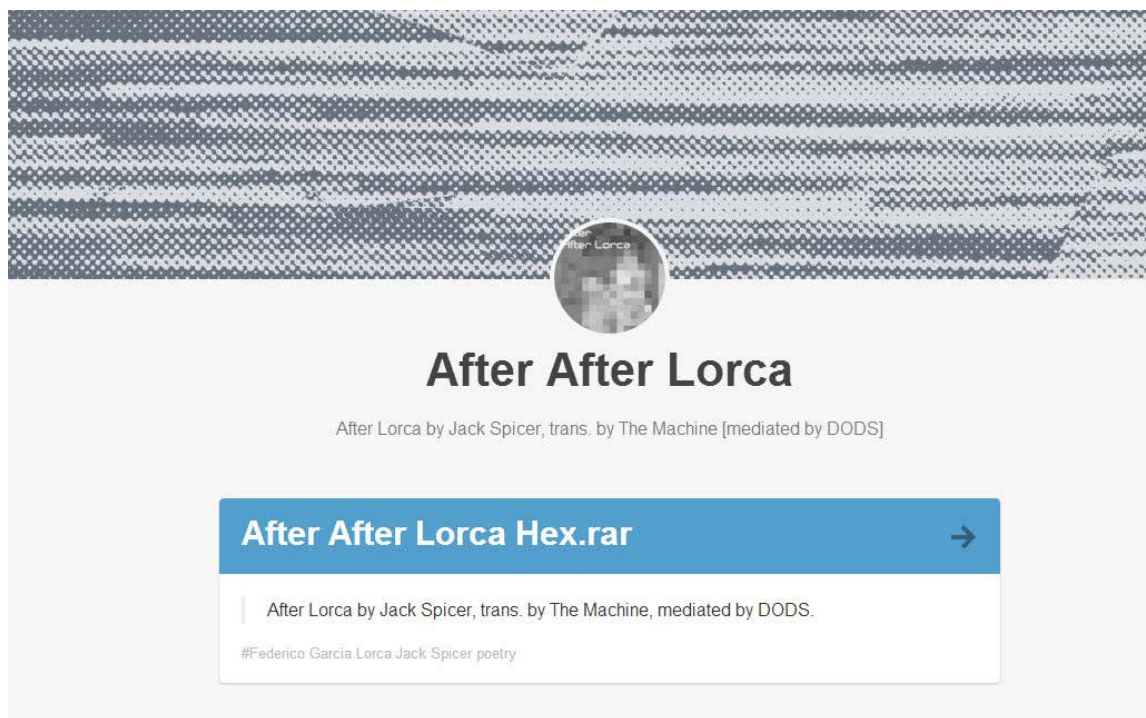 After Lorca
After After Lorca
After Lorca by Jack Spicer, trans. by The Machine [mediated by DODS]
After After Lorca Hex.rar
After Lorca by Jack Spicer, trans. by The Machine, mediated by DODS.
#Federico Garcia Lorca Jack Spicer poetry